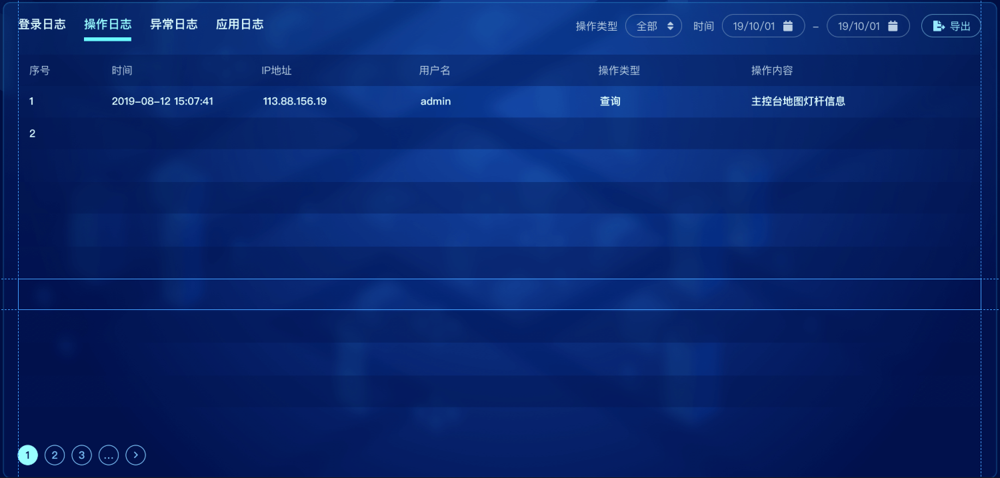 登录日志 操作日志 异常日志 应用日志 操作类型 全部 时间 19/10/01 – 19/10/01 导出
序号 时间 IP地址 用户名 操作类型 操作内容
1 2019–08–12 15:07:41 113.88.156.19 admin 查询 主控台地图灯杆信息
2
1 2 3 ...